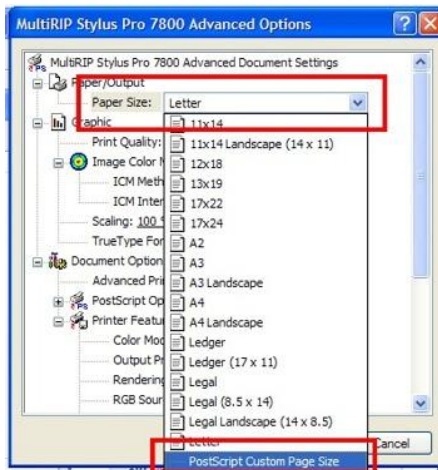 MultiRIP Stylus Pro 7800 Advanced Options
MultiRIP Stylus Pro 7800 Advanced Document Settings
Paper/Output
Paper Size: Letter
Graphic
11x14
Print Quality:
11x14 Landscape (14 x 11)
Image Color
12x18
ICM Meth
13x19
ICM Inter
17x22
Scaling: 100
17x24
TrueType For
A2
Document Option
A3
Advanced Pri
A3 Landscape
PostScript Op
A4
Printer Featu
A4 Landscape
Color Mod
Ledger
Output Pr
Ledger (17 x 11)
Rendering
Legal
RGB Sour
Legal (8.5 x 14)
Legal Landscape (14 x 8.5)
Letter
Cancel
PostScript Custom Page Size